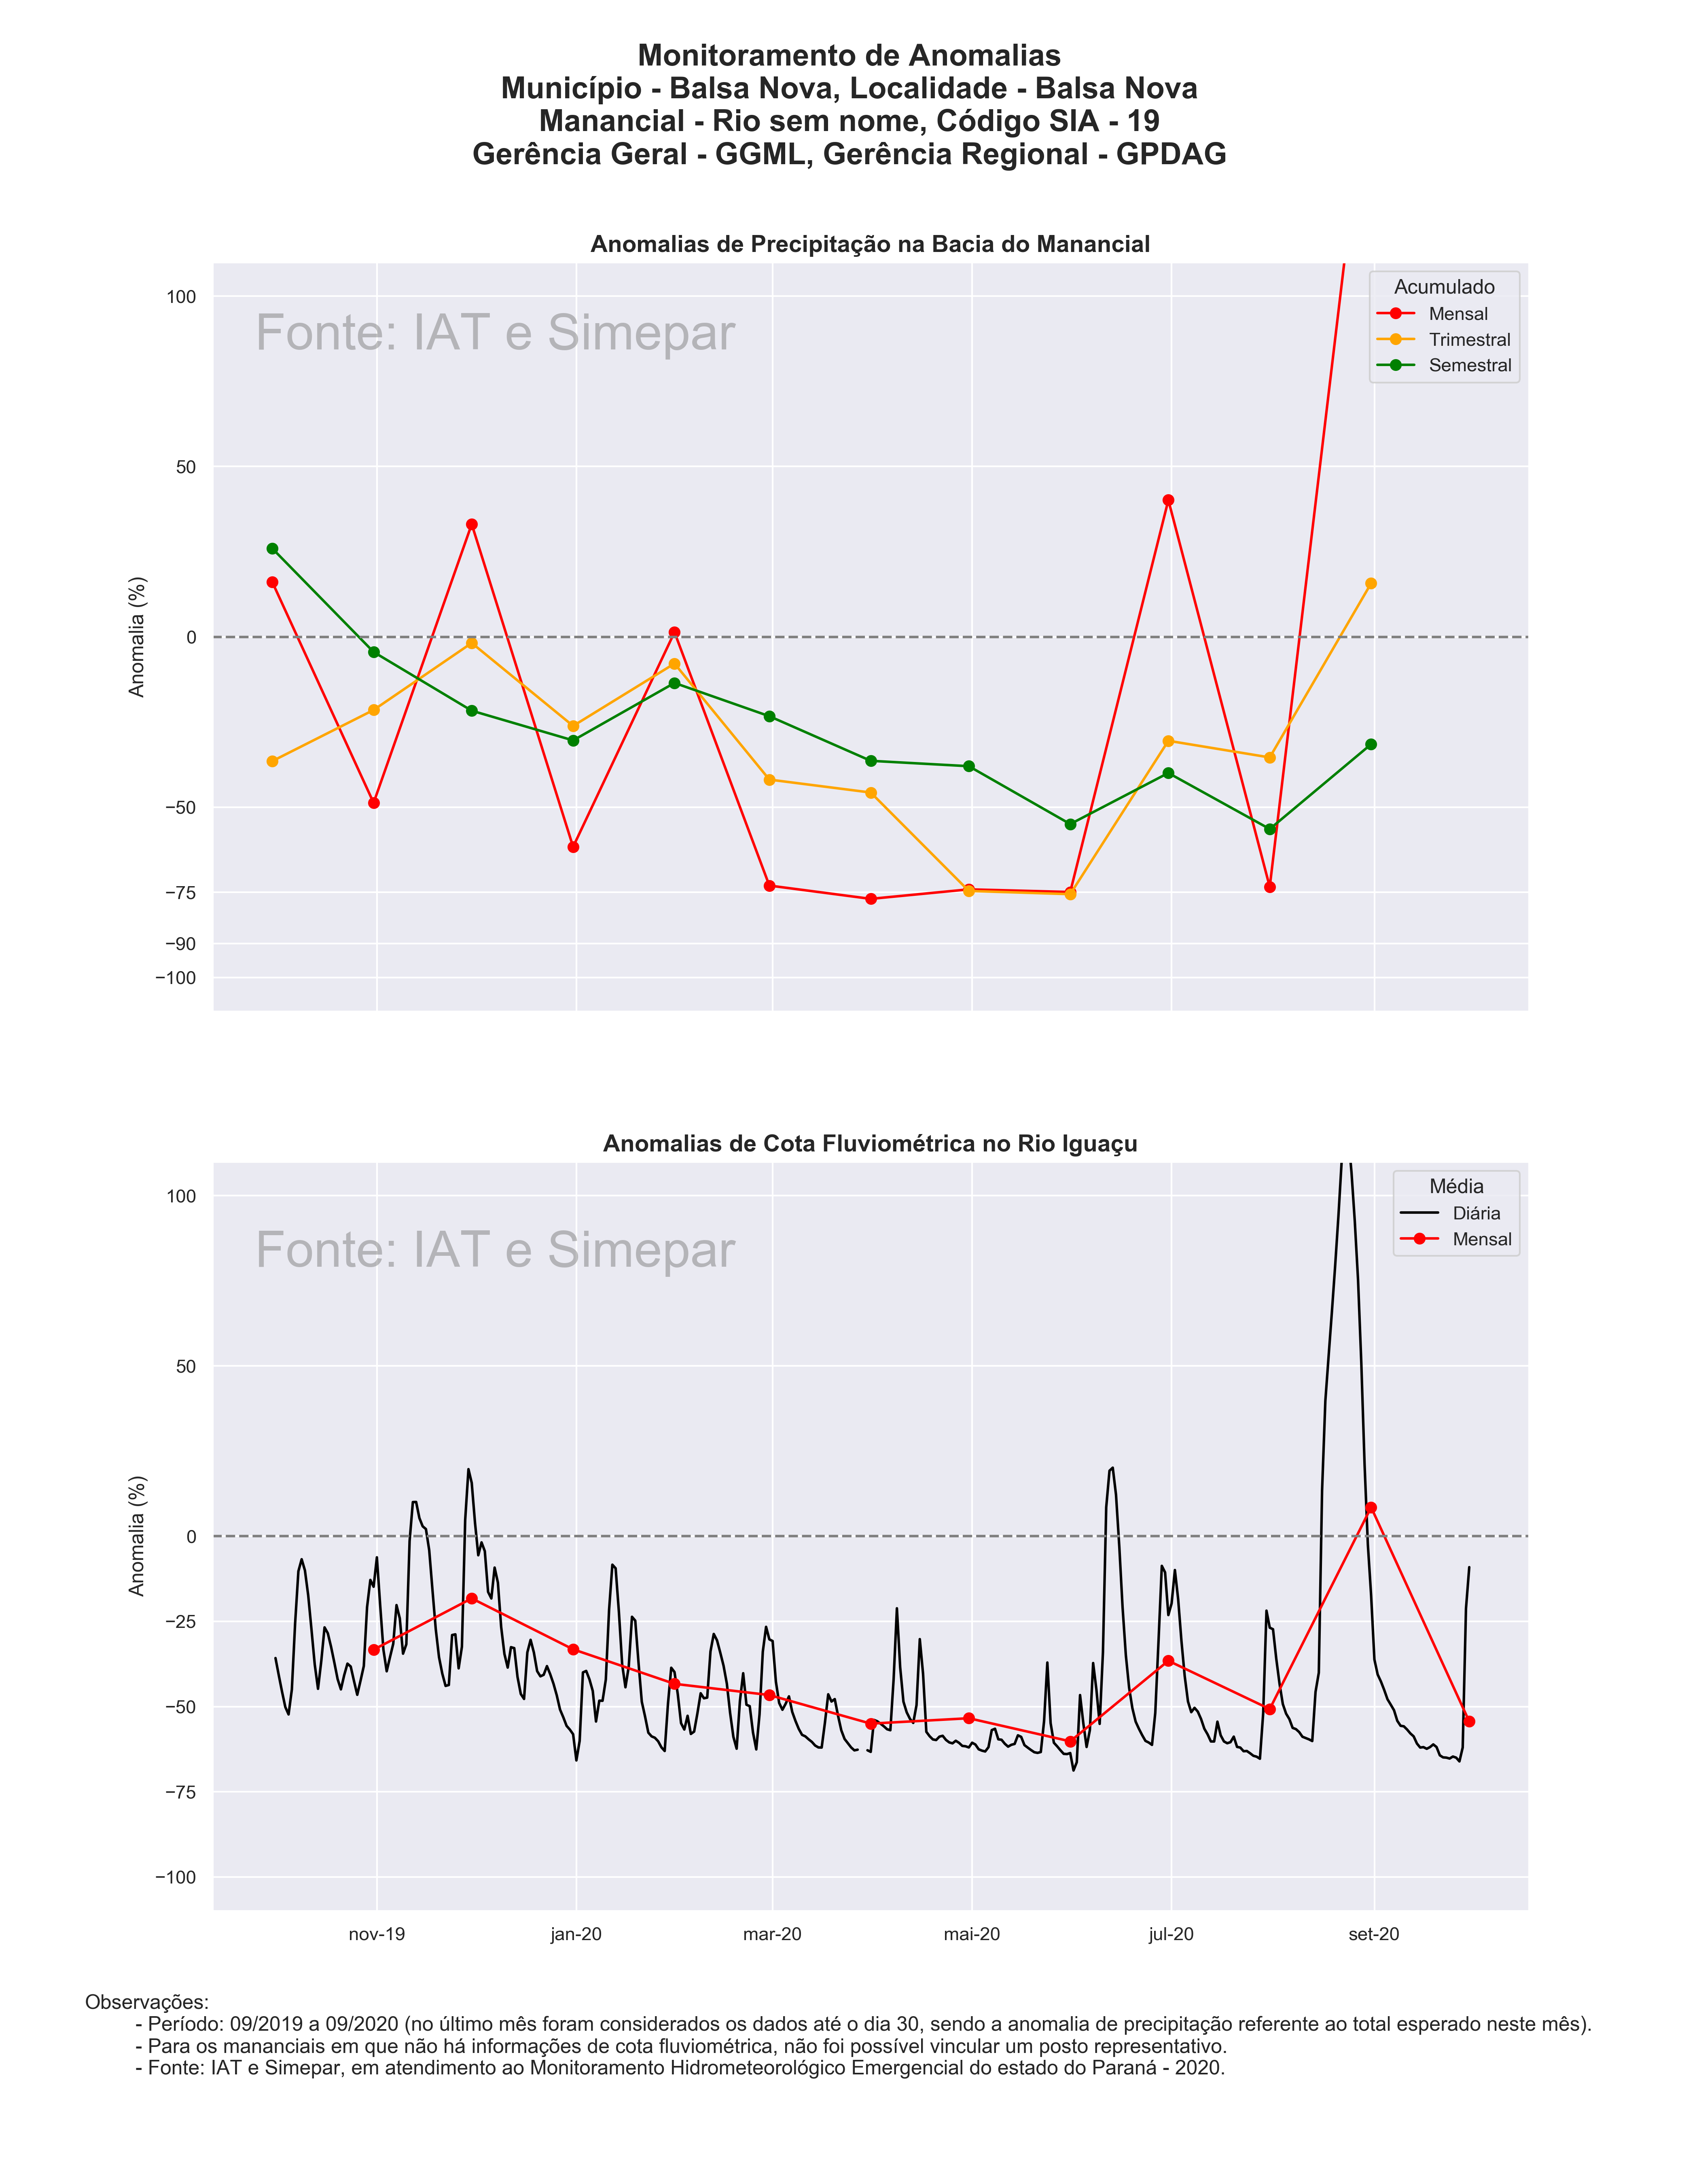 Monitoramento de Anomalias
Município - Balsa Nova, Localidade - Balsa Nova
Manancial - Rio sem nome, Código SIA - 19
Gerência Geral - GGML, Gerência Regional - GPDAG
Anomalias de Precipitação na Bacia do Manancial
Fonte: IAT e Simepar
Acumulado
Mensal
Trimestral
Semestral
Anomalia (%)
100
50
0
−50
−75
−90
−100
Anomalias de Cota Fluviométrica no Rio Iguaçu
Fonte: IAT e Simepar
Média
Diária
Mensal
Anomalia (%)
100
50
0
−25
−50
−75
−100
nov-19 jan-20 mar-20 mai-20 jul-20 set-20
Observações:
- Período: 09/2019 a 09/2020 (no último mês foram considerados os dados até o dia 30, sendo a anomalia de precipitação referente ao total esperado neste mês).
- Para os mananciais em que não há informações de cota fluviométrica, não foi possível vincular um posto representativo.
- Fonte: IAT e Simepar, em atendimento ao Monitoramento Hidrometeorológico Emergencial do estado do Paraná - 2020.